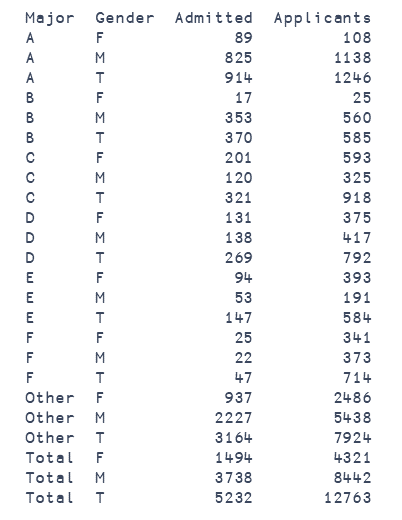 Major Gender Admitted Applicants
A F 89 108
A M 825 1138
A T 914 1246
B F 17 25
B M 353 560
B T 370 585
C F 201 593
C M 120 325
C T 321 918
D F 131 375
D M 138 417
D T 269 792
E F 94 393
E M 53 191
E T 147 584
F F 25 341
F M 22 373
F T 47 714
Other F 937 2486
Other M 2227 5438
Other T 3164 7924
Total F 1494 4321
Total M 3738 8442
Total T 5232 12763